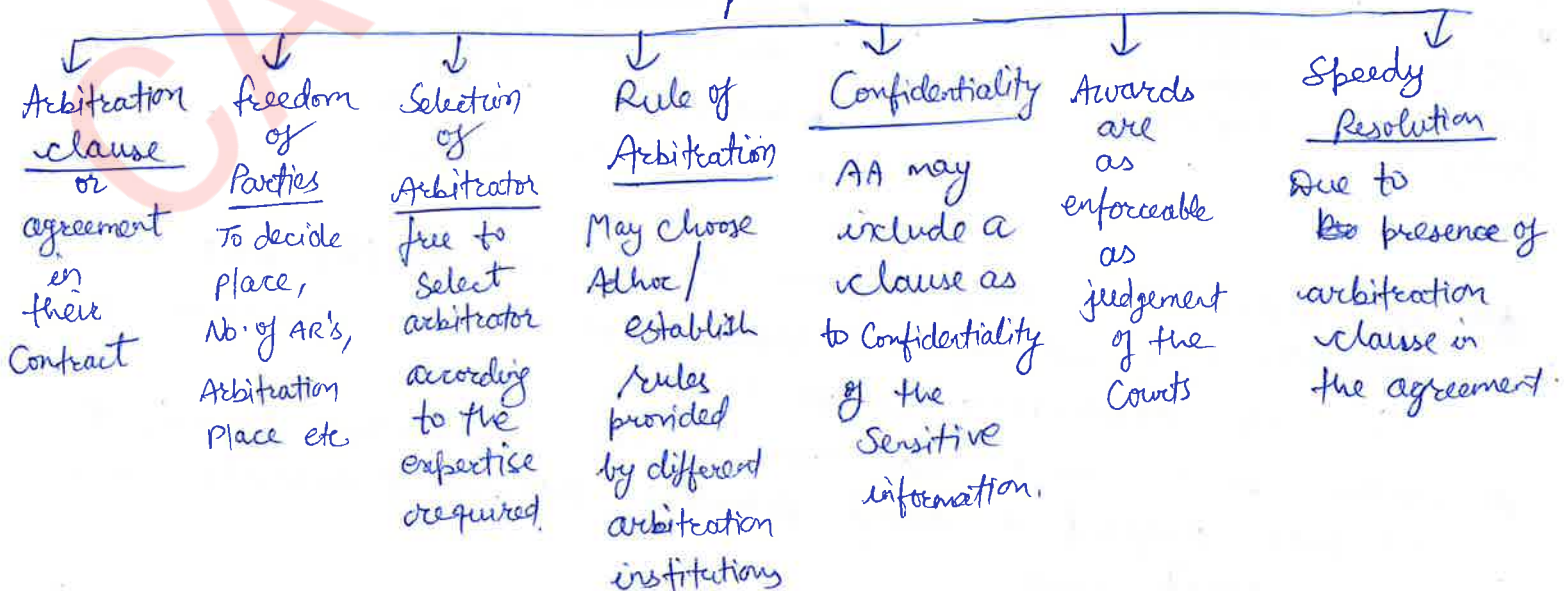 CA
Arbitration
clause
or
agreement
in
their
Contract
freedom
of
Parties
To decide
place,
No. of AR's,
Arbitration
Place etc
Selection
of
Arbitrator
free to
Select
arbitrator
according
to the
expertise
required.
Rule of
Arbitration
May choose
Adhoc/
establish
rules
provided
by different
arbitration
institutions
Confidentiality
AA may
include a
clause as
to Confidentiality
of the
Sensitive
information.
Awards
are
as
enforceable
as
judgement
of the
Courts
Speedy
Resolution
Due to
presence of
arbitration
clause in
the agreement.